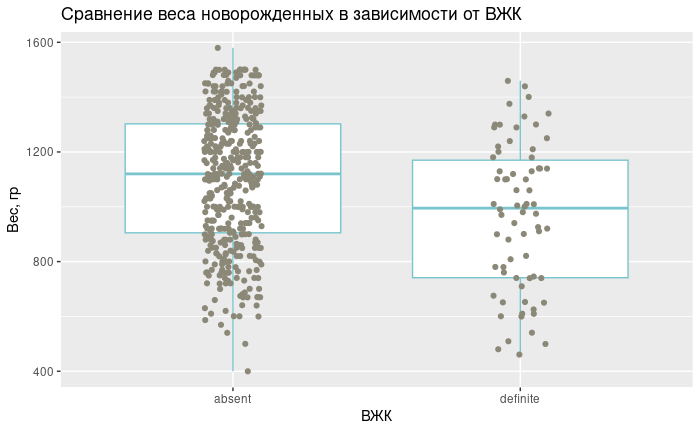 Сравнение веса новорожденных в зависимости от ВЖК
1600
1200
800
400
Вес, гр
absent
definite
ВЖК